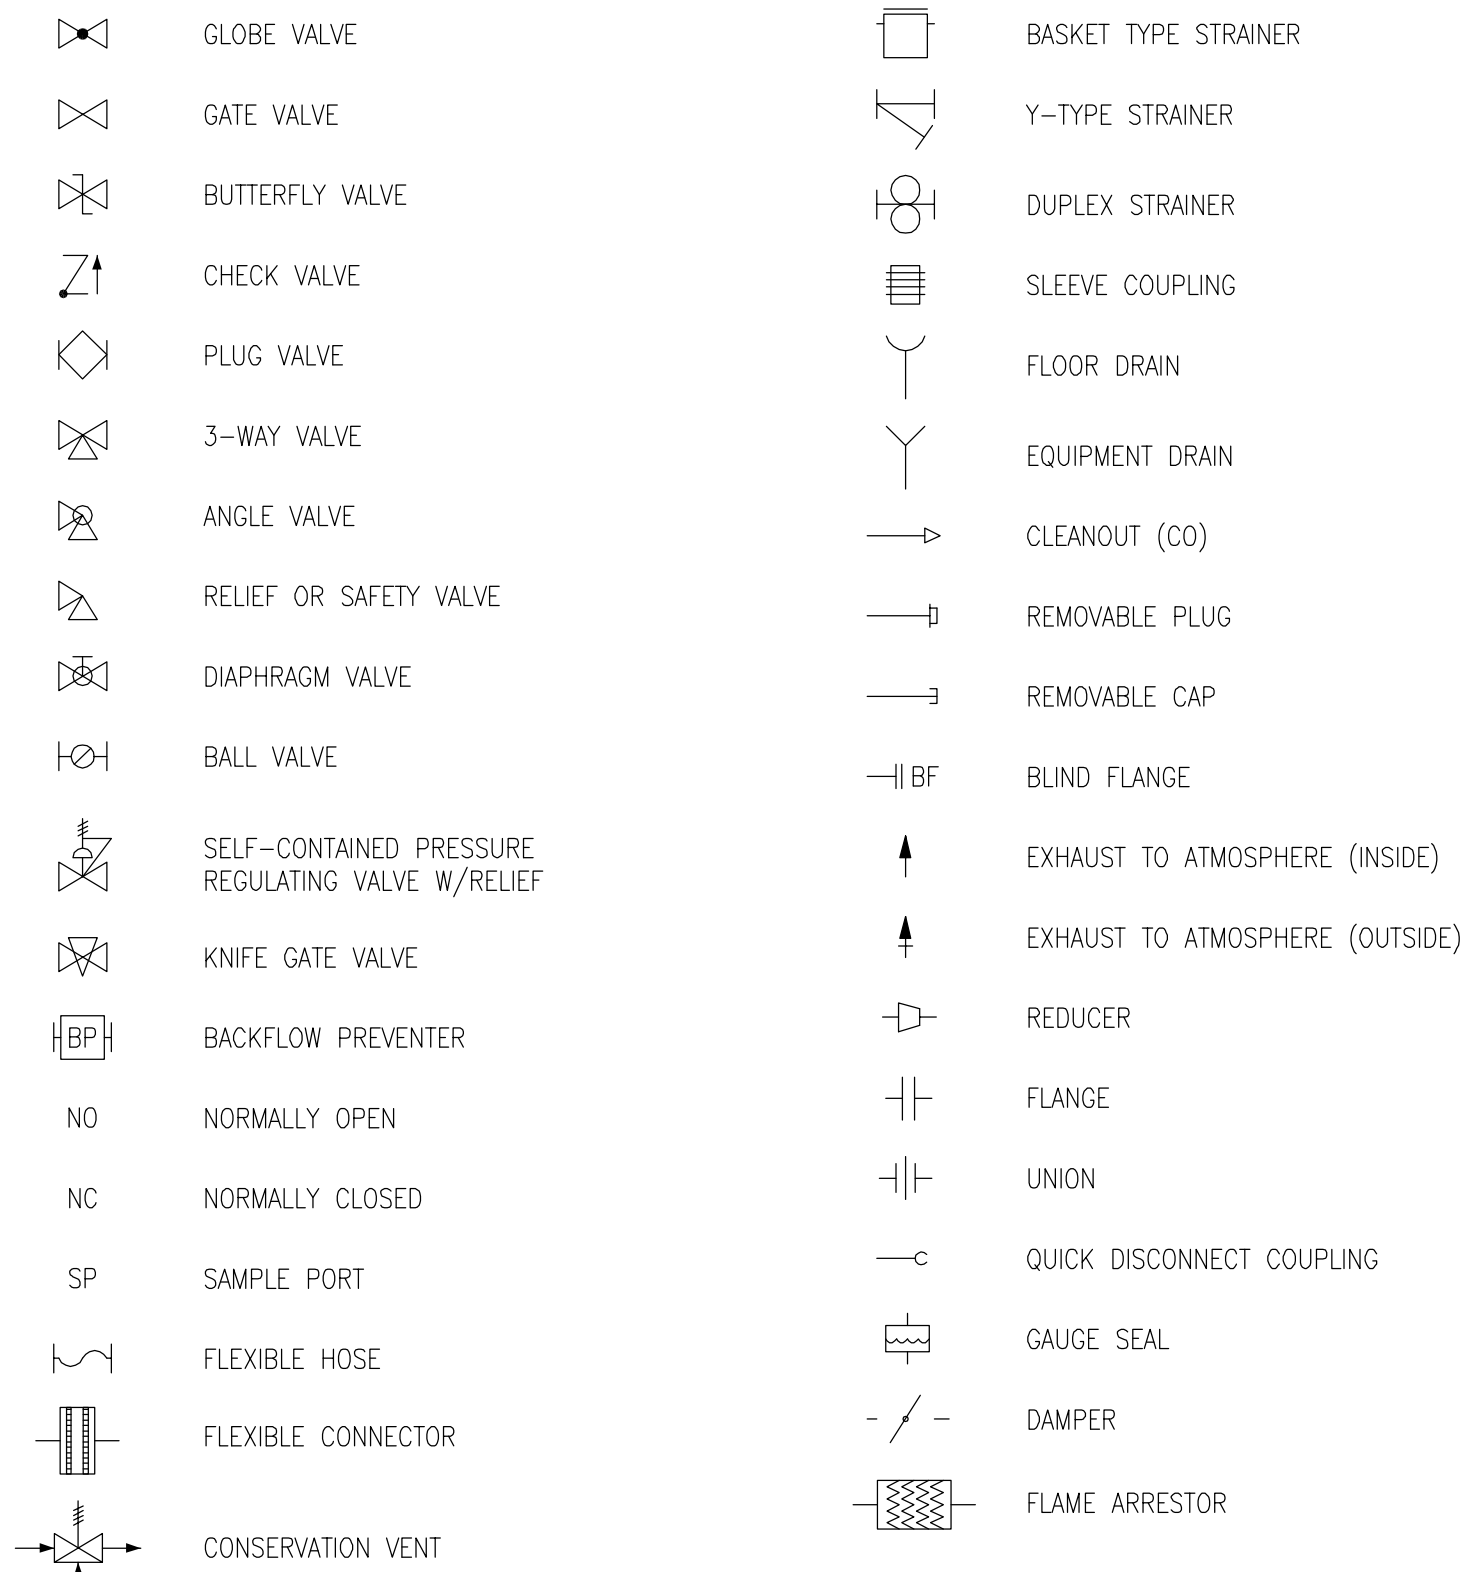 GLOBE VALVE
GATE VALVE
BUTTERFLY VALVE
CHECK VALVE
PLUG VALVE
3-WAY VALVE
ANGLE VALVE
RELIEF OR SAFETY VALVE
DIAPHRAGM VALVE
BALL VALVE
SELF-CONTAINED PRESSURE
REGULATING VALVE W/RELIEF
KNIFE GATE VALVE
BP BACKFLOW PREVENTER
NO NORMALLY OPEN
NC NORMALLY CLOSED
SP SAMPLE PORT
FLEXIBLE HOSE
FLEXIBLE CONNECTOR
CONSERVATION VENT
BASKET TYPE STRAINER
Y-TYPE STRAINER
DUPLEX STRAINER
SLEEVE COUPLING
FLOOR DRAIN
EQUIPMENT DRAIN
CLEANOUT (CO)
REMOVABLE PLUG
REMOVABLE CAP
BF BLIND FLANGE
EXHAUST TO ATMOSPHERE (INSIDE)
EXHAUST TO ATMOSPHERE (OUTSIDE)
REDUCER
FLANGE
UNION
QUICK DISCONNECT COUPLING
GAUGE SEAL
DAMPER
FLAME ARRESTOR